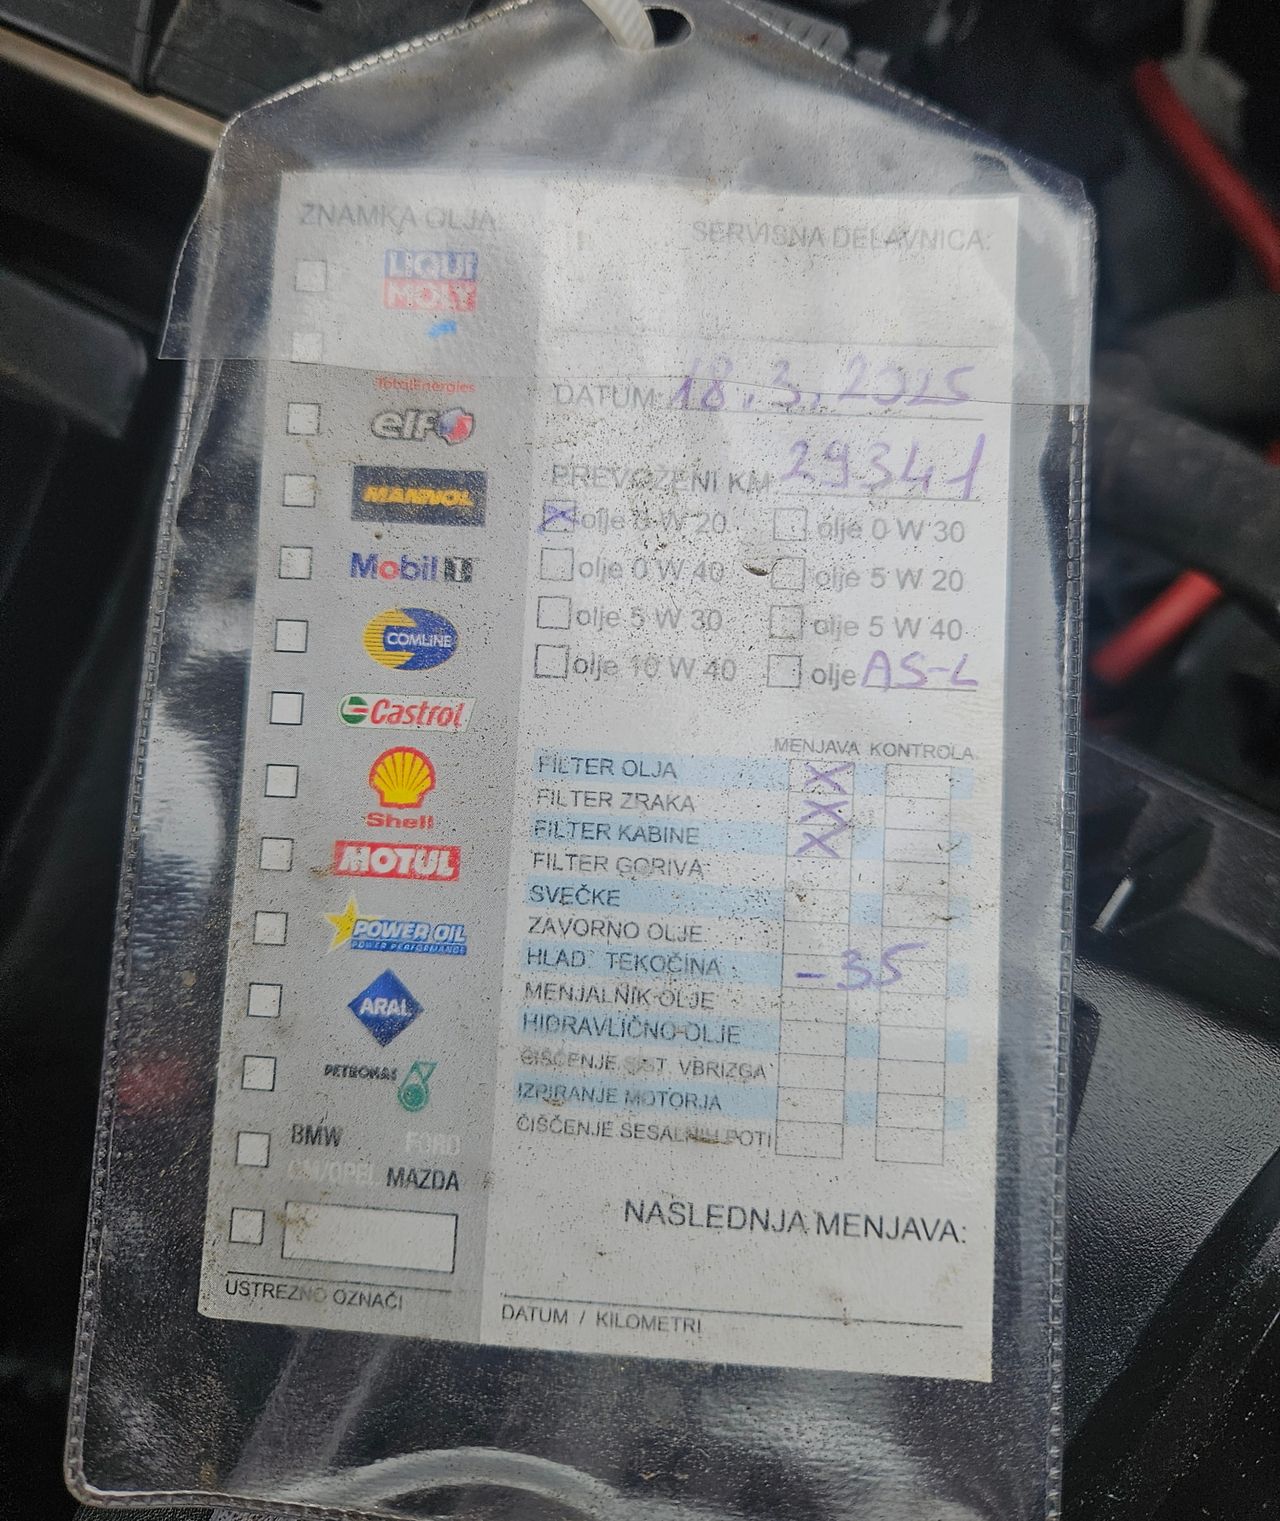 ZNAMKA OLJA:
LIQUI
MOLY
TotalEnergies
elf
MANNOL
Mobil 1
COMLINE
Castrol
Shell
MOTUL
POWER OIL
POWER PERFORMANCE
ARAL
PETRONAS
BMW FORD
GM/OPEL MAZDA
USTREZNO OZNAČI
SERVISNA DELAVNICA:
DATUM: 18.3.2025
PREVOŽENI KM: 29341
olje 0 W 20 olje 0 W 30
olje 0 W 40 olje 5 W 20
olje 5 W 30 olje 5 W 40
olje 10 W 40 olje AS-L
MENJAVA KONTROLA
FILTER OLJA X
FILTER ZRAKA X
FILTER KABINE X
FILTER GORIVA
SVEČKE
ZAVORNO OLJE
HLAD. TEKOČINA -35
MENJALNIK OLJE
HIDRAVLIČNO OLJE
ČIŠČENJE SIST. VBRIZGA
IZPIRANJE MOTORJA
ČIŠČENJE SESALNIH POTI
NASLEDNJA MENJAVA:
DATUM / KILOMETRI